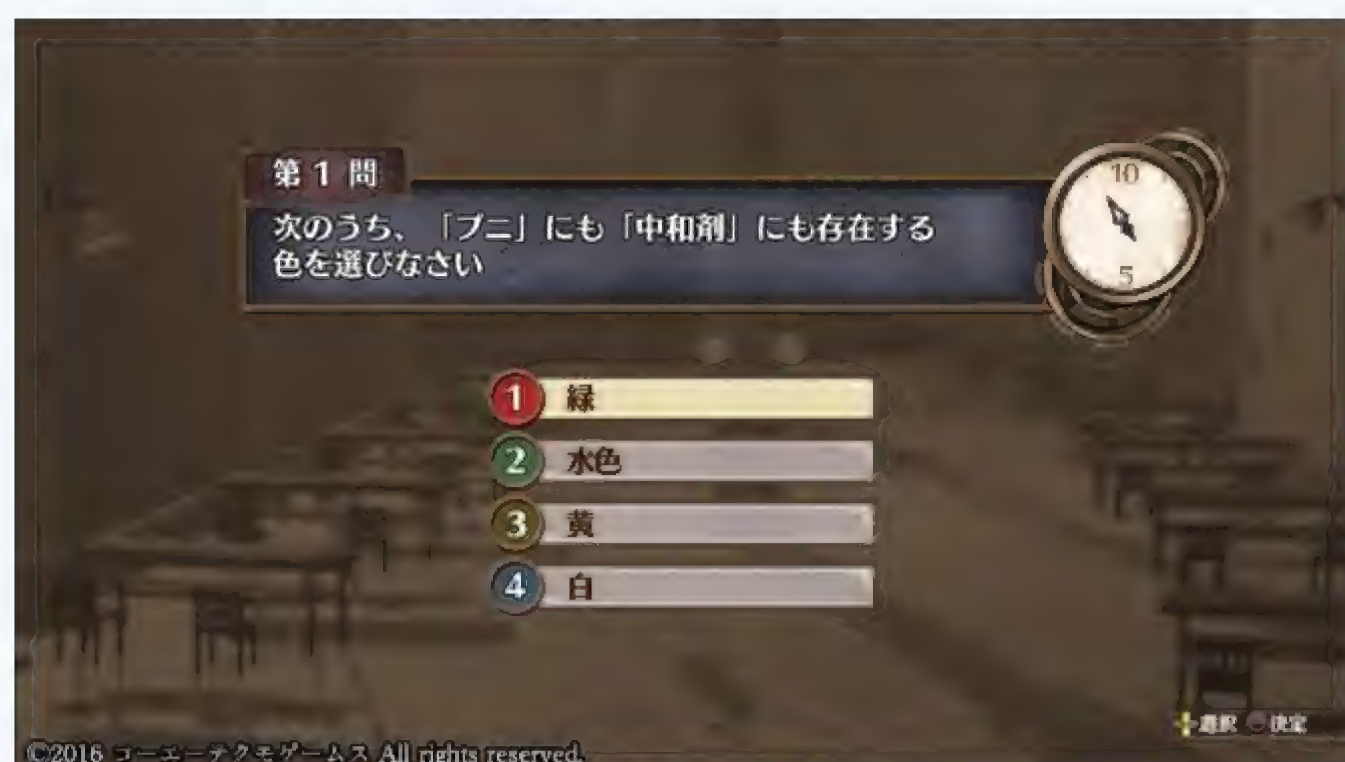 第1問
次のうち、「プニ」にも「中和剤」にも存在する
色を選びなさい
10
5
1 緑
2 水色
3 黄
4 白
選択 決定
©2016 コーエーテクモゲームス All rights reserved.